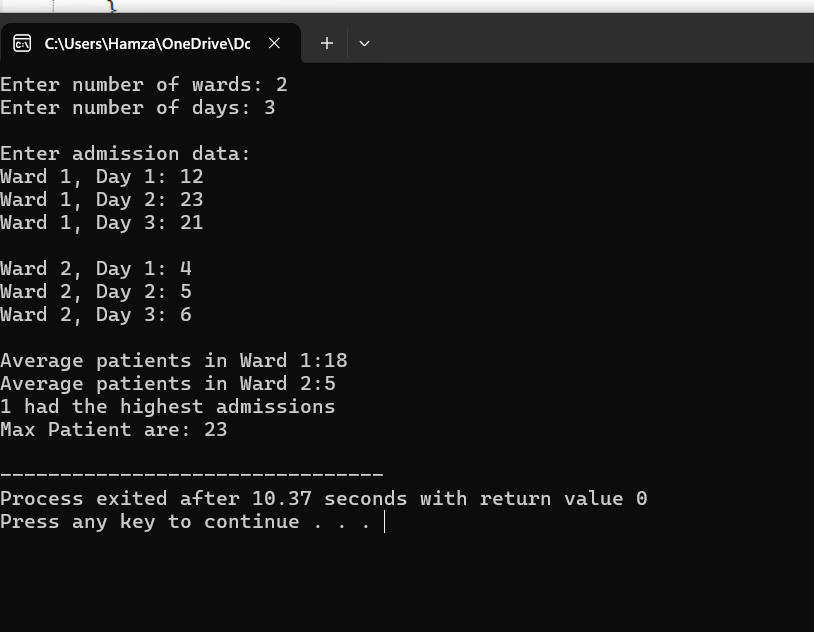 }
C:\Users\Hamza\OneDrive\Dc
Enter number of wards: 2
Enter number of days: 3
Enter admission data:
Ward 1, Day 1: 12
Ward 1, Day 2: 23
Ward 1, Day 3: 21
Ward 2, Day 1: 4
Ward 2, Day 2: 5
Ward 2, Day 3: 6
Average patients in Ward 1:18
Average patients in Ward 2:5
1 had the highest admissions
Max Patient are: 23
--------------------------------
Process exited after 10.37 seconds with return value 0
Press any key to continue . . .